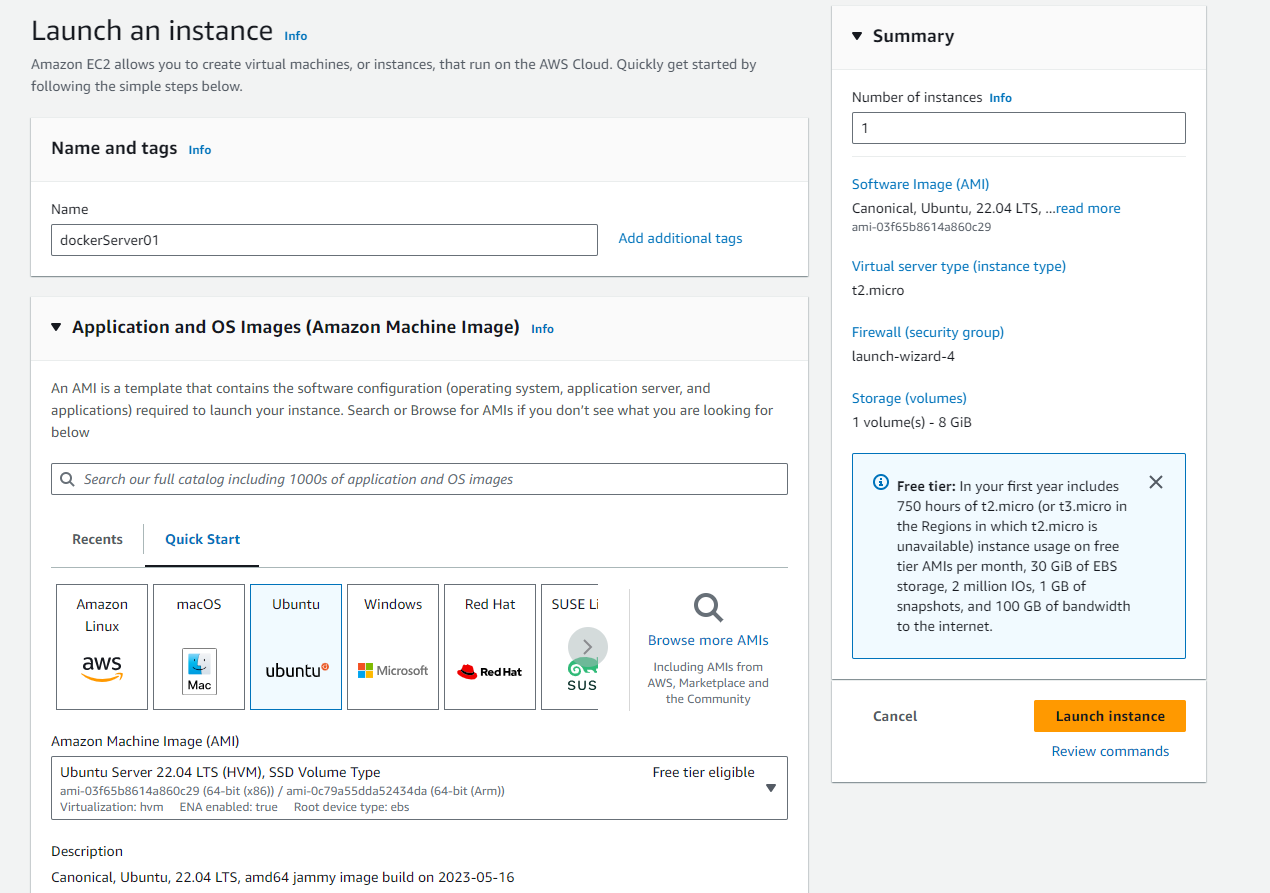 Launch an instance Info
Amazon EC2 allows you to create virtual machines, or instances, that run on the AWS Cloud. Quickly get started by
following the simple steps below.
Name and tags Info
Name
dockerServer01
Add additional tags
Application and OS Images (Amazon Machine Image) Info
An AMI is a template that contains the software configuration (operating system, application server, and
applications) required to launch your instance. Search or Browse for AMIs if you don’t see what you are looking for
below
Search our full catalog including 1000s of application and OS images
Recents
Quick Start
Amazon
Linux
aws
macOS
Mac
Ubuntu
ubuntu
Windows
Microsoft
Red Hat
Red Hat
SUSE Li
SUS
Browse more AMIs
Including AMIs from
AWS, Marketplace and
the Community
Amazon Machine Image (AMI)
Ubuntu Server 22.04 LTS (HVM), SSD Volume Type
Free tier eligible
ami-03f65b8614a860c29 (64-bit (x86)) / ami-0c79a55dda52434da (64-bit (Arm))
Virtualization: hvm ENA enabled: true Root device type: ebs
Description
Canonical, Ubuntu, 22.04 LTS, amd64 jammy image build on 2023-05-16
Summary
Number of instances Info
1
Software Image (AMI)
Canonical, Ubuntu, 22.04 LTS, ...read more
ami-03f65b8614a860c29
Virtual server type (instance type)
t2.micro
Firewall (security group)
launch-wizard-4
Storage (volumes)
1 volume(s) - 8 GiB
Free tier: In your first year includes
750 hours of t2.micro (or t3.micro in
the Regions in which t2.micro is
unavailable) instance usage on free
tier AMIs per month, 30 GiB of EBS
storage, 2 million IOs, 1 GB of
snapshots, and 100 GB of bandwidth
to the internet.
Cancel
Launch instance
Review commands